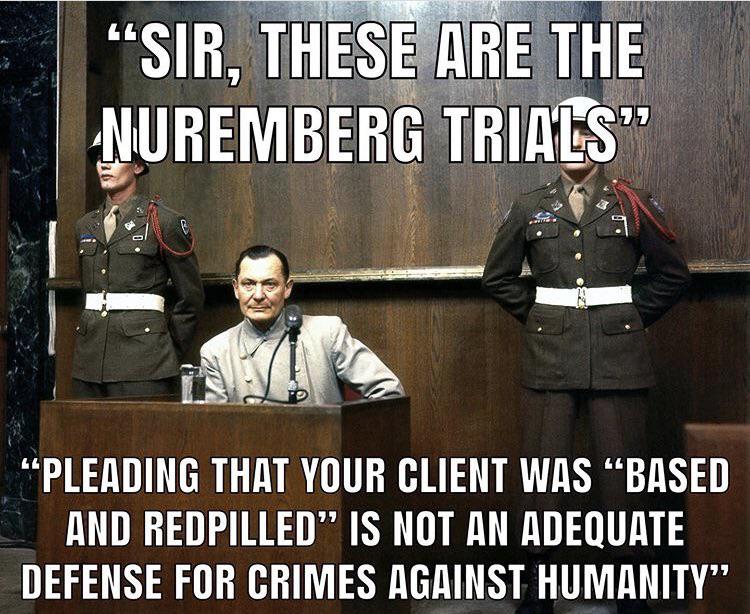 “SIR, THESE ARE THE
NUREMBERG TRIALS”
“PLEADING THAT YOUR CLIENT WAS “BASED
AND REDPILLED” IS NOT AN ADEQUATE
DEFENSE FOR CRIMES AGAINST HUMANITY”